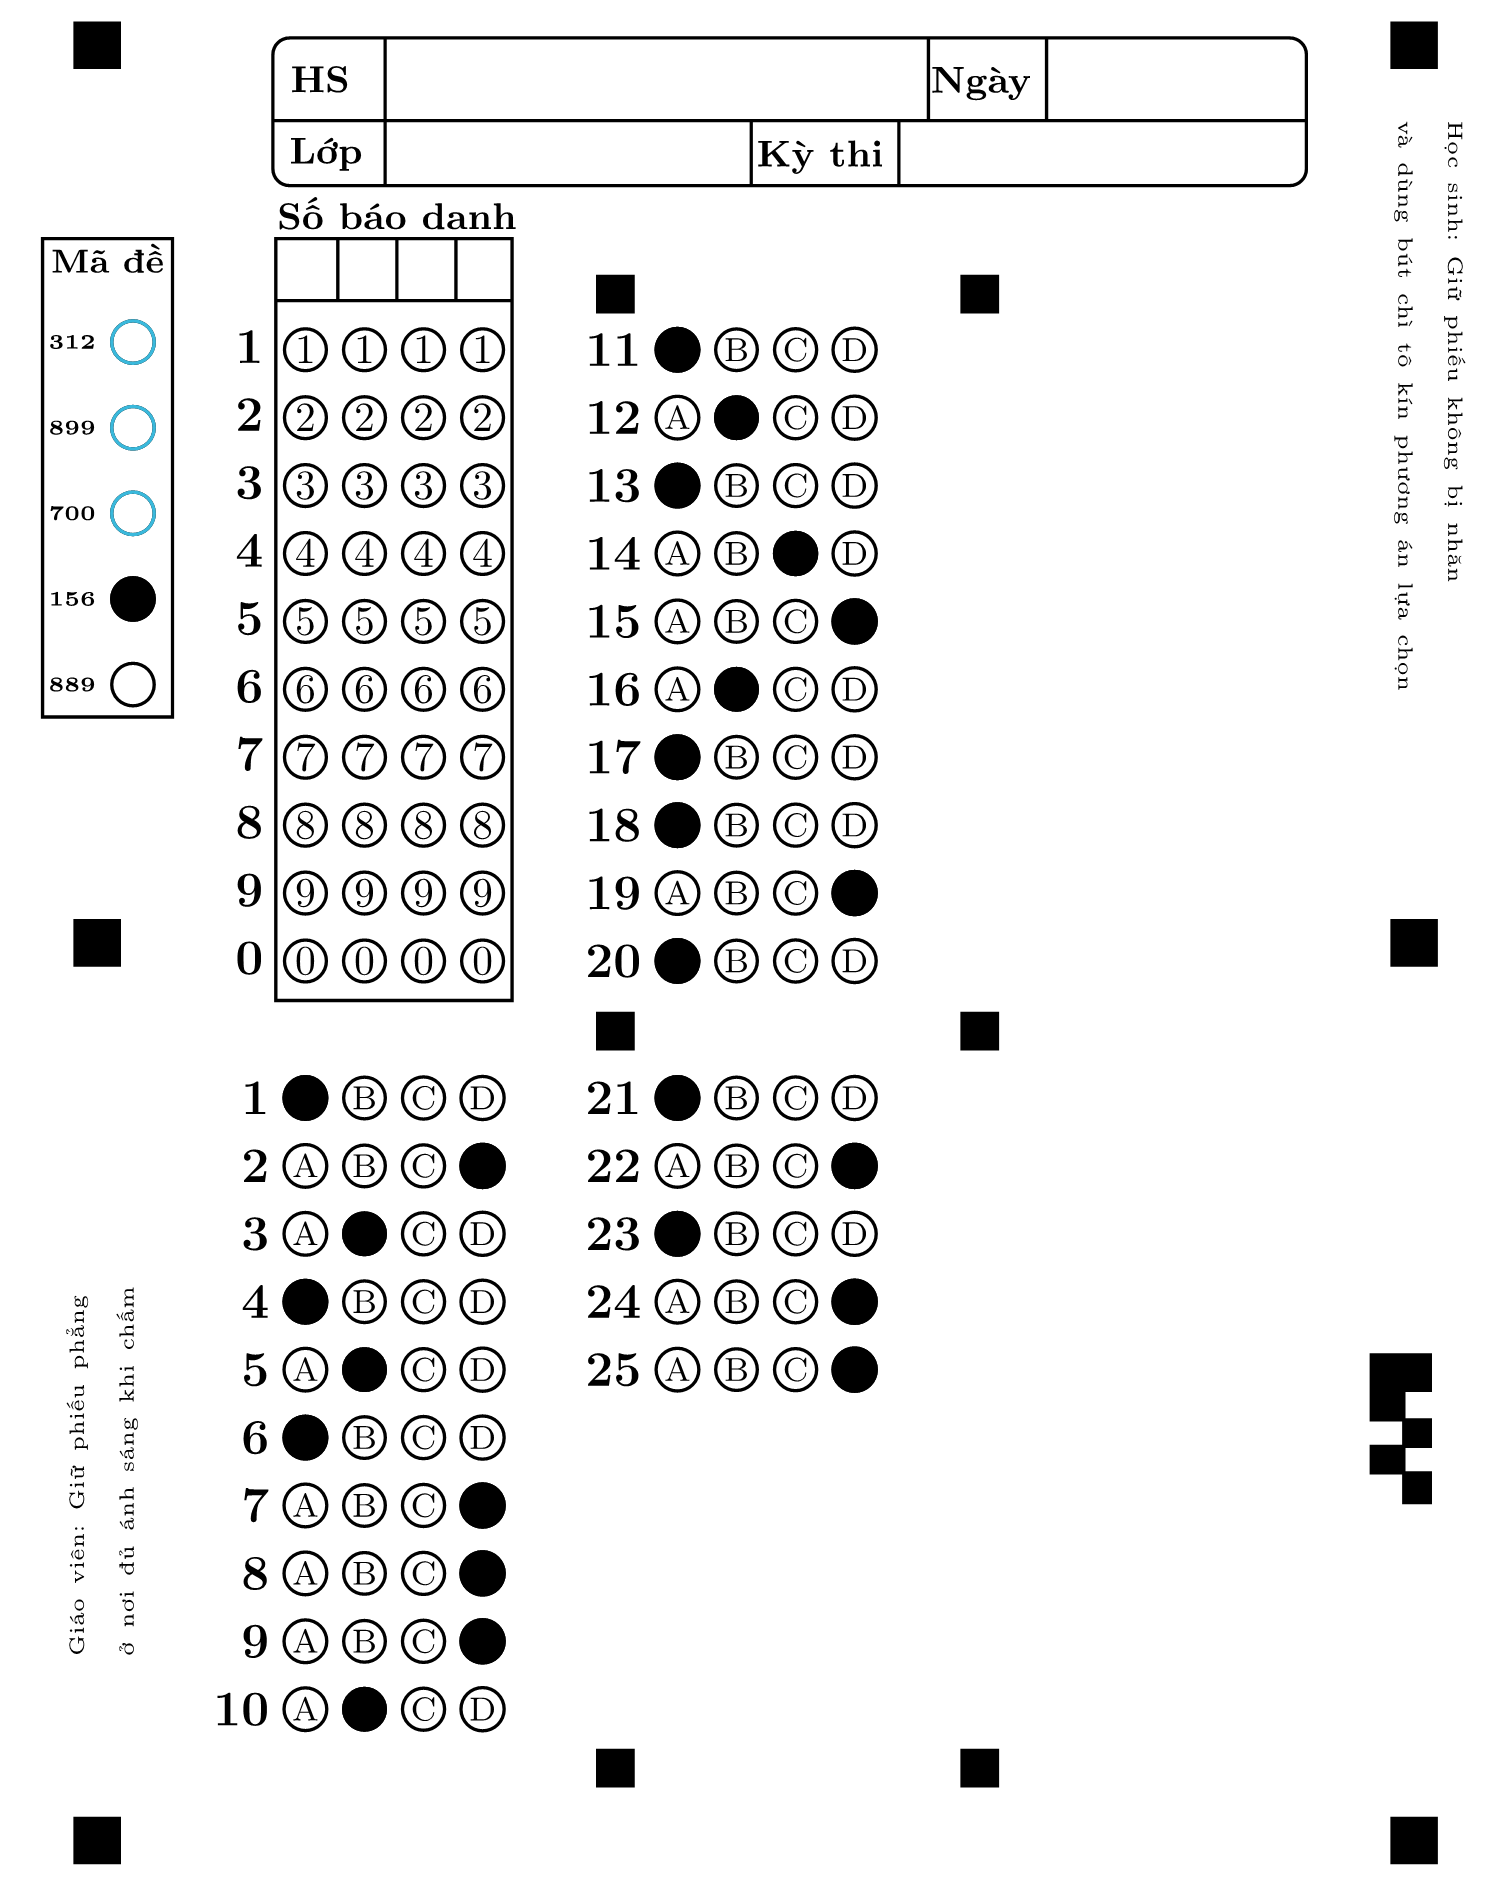 HS Ngày
Lớp Kỳ thi
Số báo danh
Mã đề
312
899
700
156
889
1 1 1 1 1
2 2 2 2 2
3 3 3 3 3
4 4 4 4 4
5 5 5 5 5
6 6 6 6 6
7 7 7 7 7
8 8 8 8 8
9 9 9 9 9
0 0 0 0 0
11 B C D
12 A C D
13 B C D
14 A B D
15 A B C
16 A C D
17 B C D
18 B C D
19 A B C
20 B C D
1 B C D
2 A B C
3 A C D
4 B C D
5 A C D
6 B C D
7 A B C
8 A B C
9 A B C
10 A C D
21 B C D
22 A B C
23 B C D
24 A B C
25 A B C
Học sinh: Giữ phiếu không bị nhăn
và dùng bút chì tô kín phương án lựa chọn
Giáo viên: Giữ phiếu phẳng
ở nơi đủ ánh sáng khi chấm